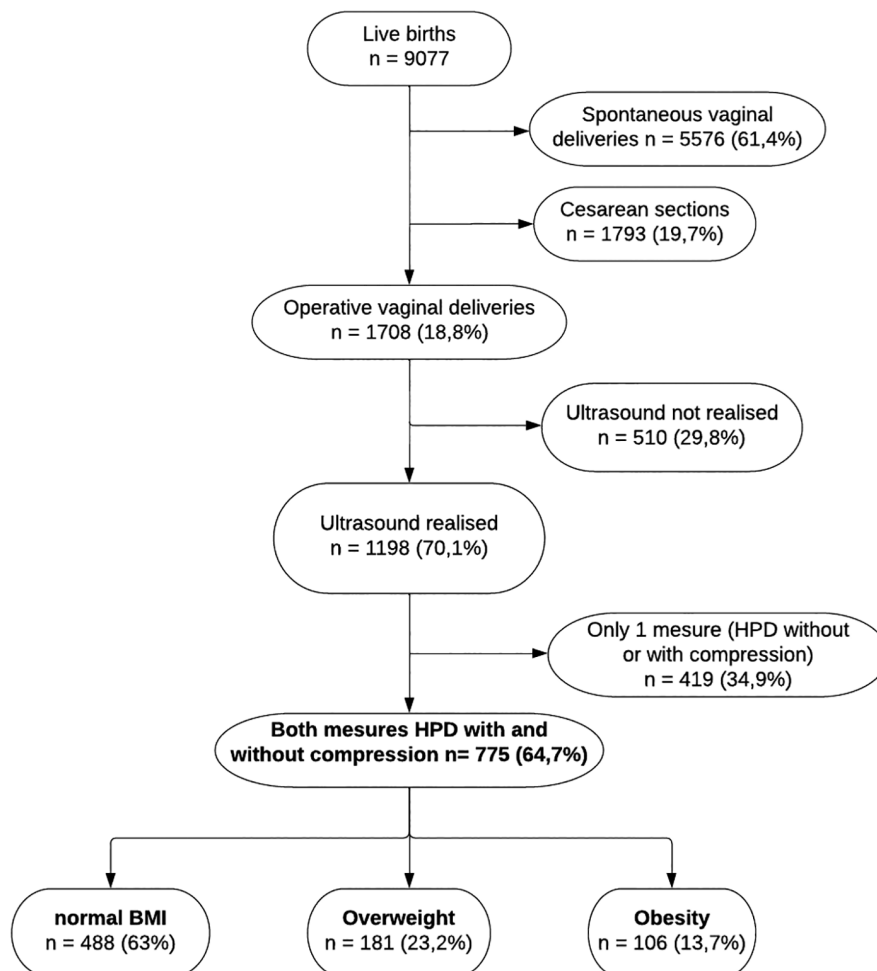 Live births
n = 9077
Spontaneous vaginal
deliveries n = 5576 (61,4%)
Cesarean sections
n = 1793 (19,7%)
Operative vaginal deliveries
n = 1708 (18,8%)
Ultrasound not realised
n = 510 (29,8%)
Ultrasound realised
n = 1198 (70,1%)
Only 1 mesure (HPD without
or with compression)
n = 419 (34,9%)
Both mesures HPD with and
without compression n= 775 (64,7%)
normal BMI
n = 488 (63%)
Overweight
n = 181 (23,2%)
Obesity
n = 106 (13,7%)